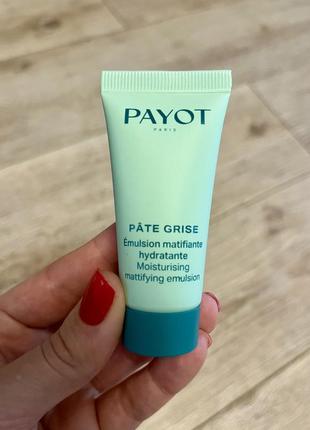 PAYOT
PARIS
PÂTE GRISE
Émulsion matifiante
hydratante
Moisturising
mattifying emulsion